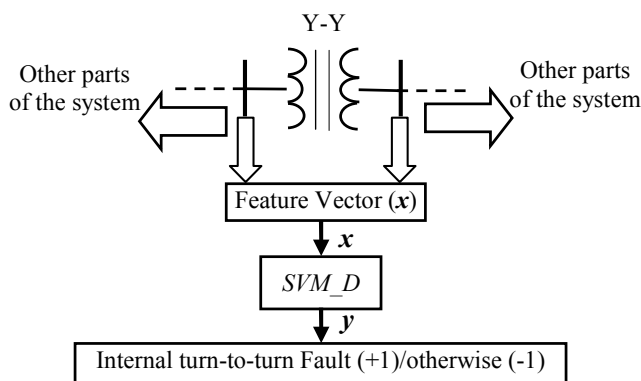 Y-Y
Other parts
of the system
Other parts
of the system
Feature Vector (x)
x
SVM_D
y
Internal turn-to-turn Fault (+1)/otherwise (-1)